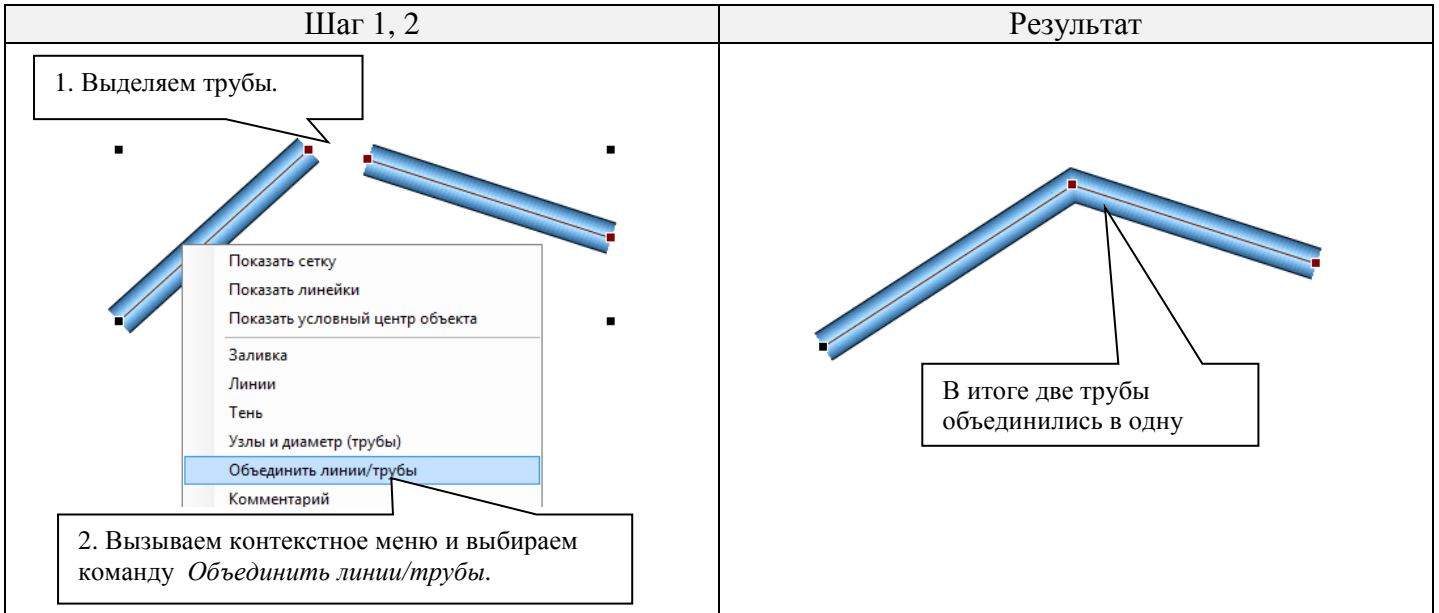 Шаг 1, 2
Результат
1. Выделяем трубы.
Показать сетку
Показать линейки
Показать условный центр объекта
Заливка
Линии
Тень
Узлы и диаметр (трубы)
Объединить линии/трубы
Комментарий
2. Вызываем контекстное меню и выбираем
команду Объединить линии/трубы.
В итоге две трубы
объединились в одну